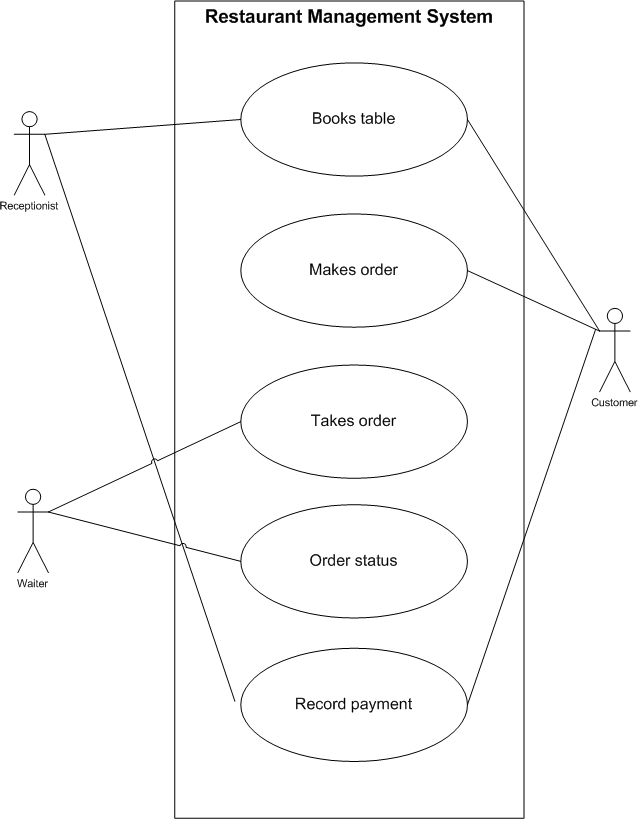 Restaurant Management System
Books table
Receptionist
Makes order
Customer
Takes order
Waiter
Order status
Record payment